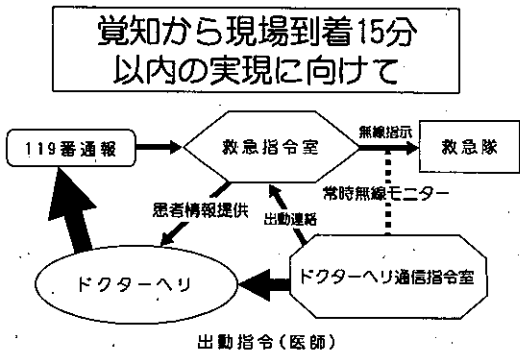 覚知から現場到着15分
以内の実現に向けて
119番通報
救急指令室
無線指示
救急隊
患者情報提供
出動連絡
常時無線モニター
ドクターヘリ
ドクターヘリ通信指令室
出動指令(医師)